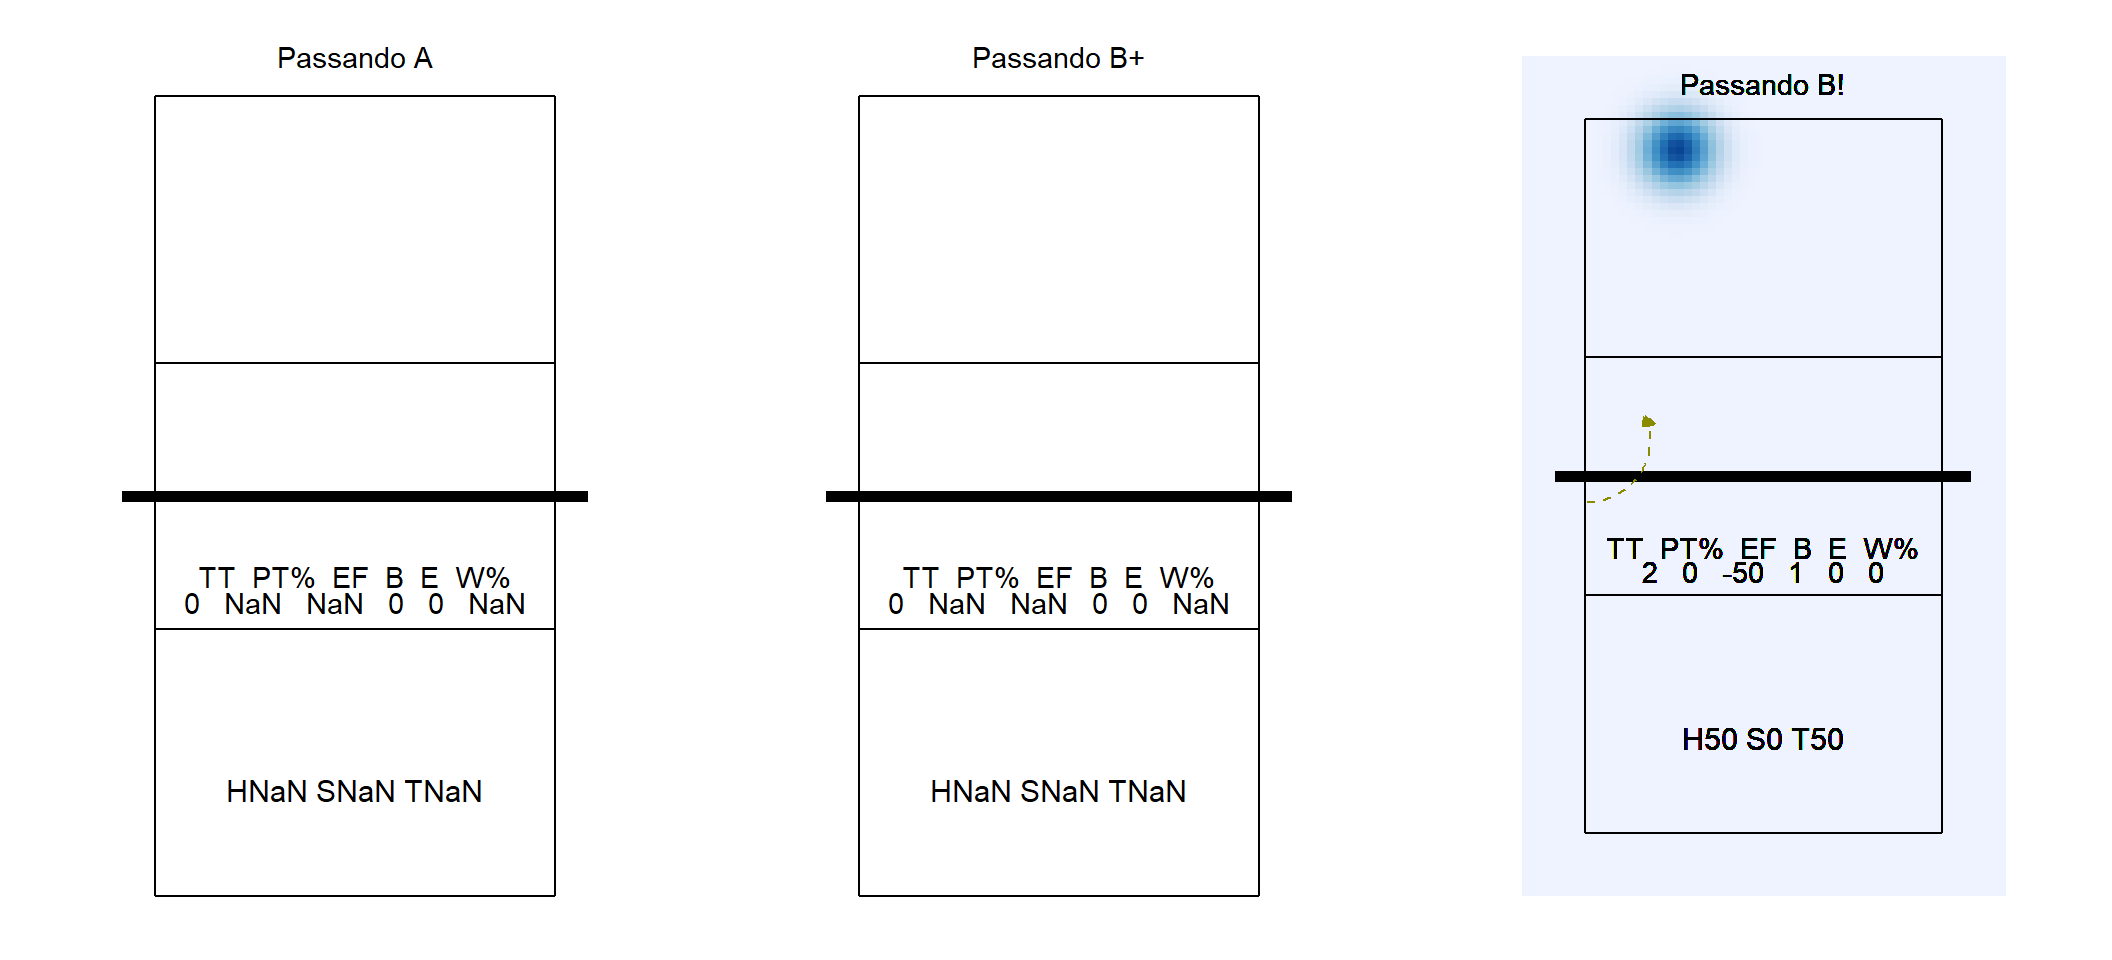 Passando A
TT PT% EF B E W%
0 NaN NaN 0 0 NaN
HNaN SNaN TNaN
Passando B+
TT PT% EF B E W%
0 NaN NaN 0 0 NaN
HNaN SNaN TNaN
Passando B!
TT PT% EF B E W%
2 0 -50 1 0 0
H50 S0 T50